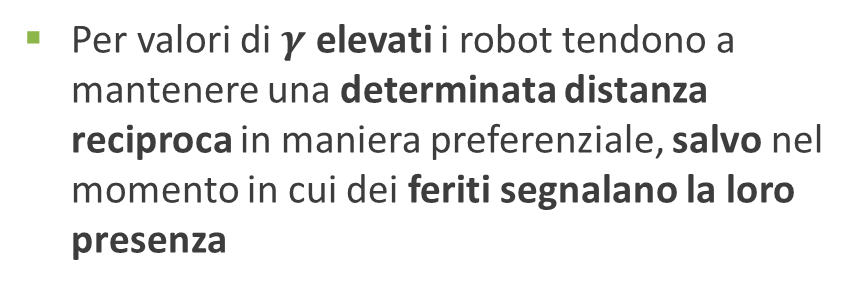 ▪ Per valori di γ elevati i robot tendono a
mantenere una determinata distanza
reciproca in maniera preferenziale, salvo nel
momento in cui dei feriti segnalano la loro
presenza